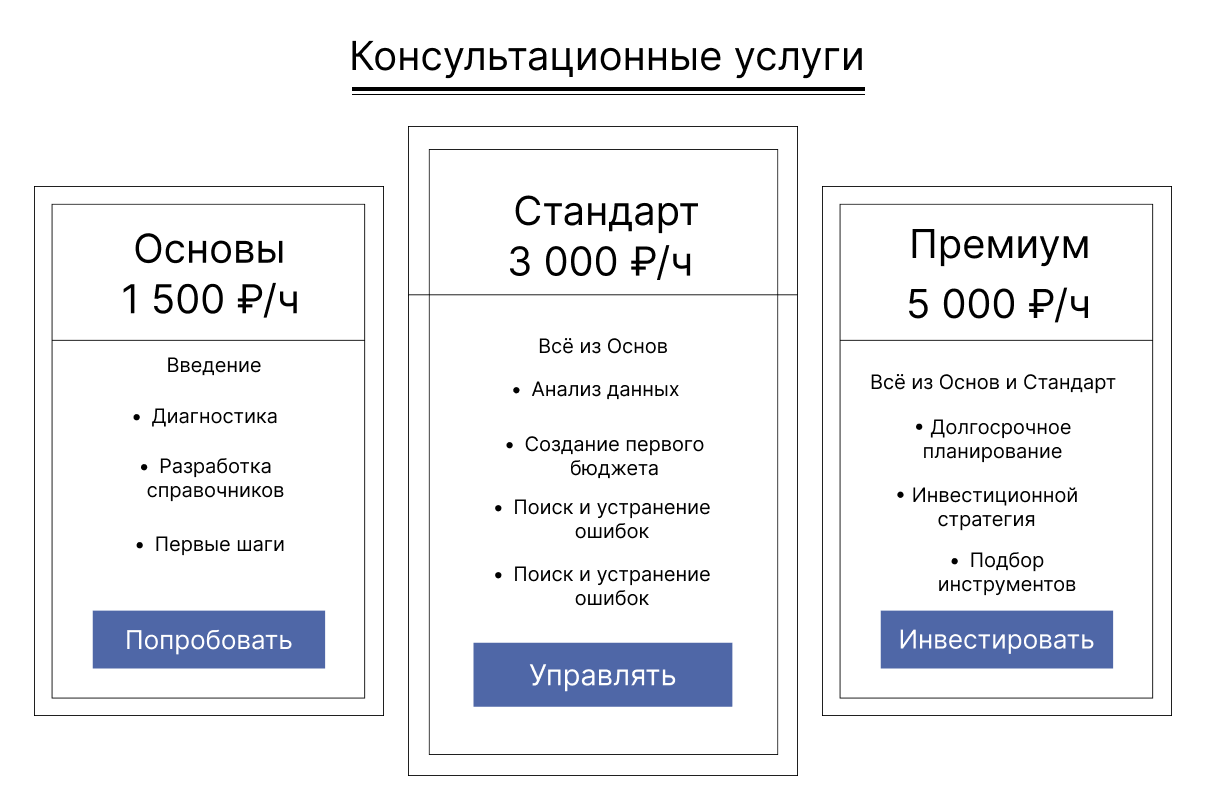 Консультационные услуги
Основы
1 500 ₽/ч
Введение
• Диагностика
• Разработка
справочников
• Первые шаги
Попробовать
Стандарт
3 000 ₽/ч
Всё из Основ
• Анализ данных
• Создание первого
бюджета
• Поиск и устранение
ошибок
• Поиск и устранение
ошибок
Управлять
Премиум
5 000 ₽/ч
Всё из Основ и Стандарт
• Долгосрочное
планирование
• Инвестиционной
стратегия
• Подбор
инструментов
Инвестировать